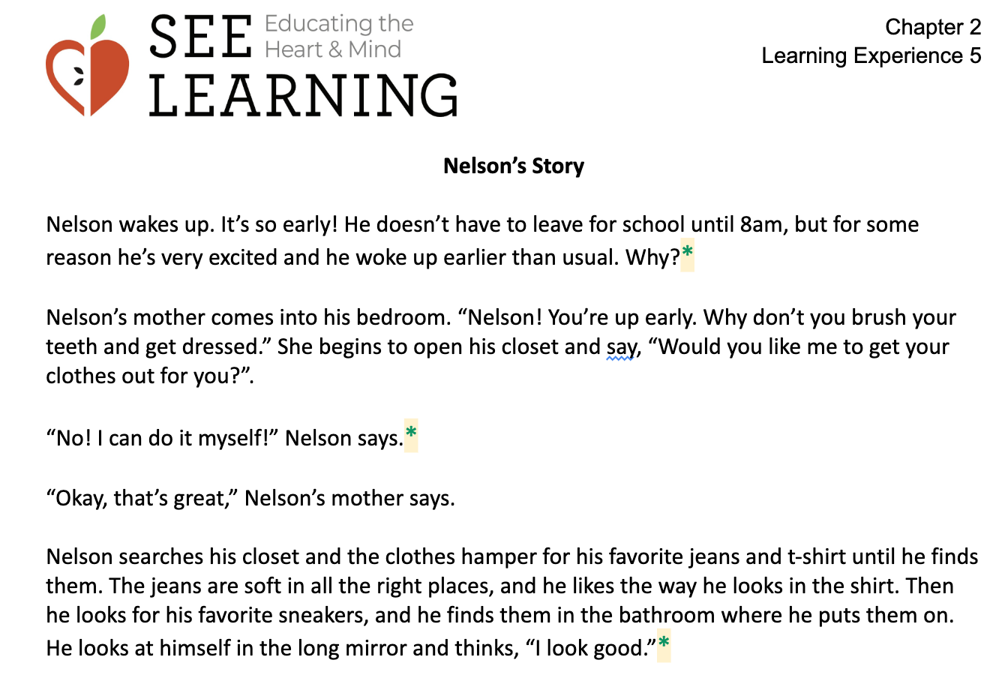 SEE Educating the
Heart & Mind
LEARNING
Chapter 2
Learning Experience 5
Nelson’s Story
Nelson wakes up. It’s so early! He doesn’t have to leave for school until 8am, but for some
reason he’s very excited and he woke up earlier than usual. Why?*
Nelson’s mother comes into his bedroom. “Nelson! You’re up early. Why don’t you brush your
teeth and get dressed.” She begins to open his closet and say, “Would you like me to get your
clothes out for you?”.
“No! I can do it myself!” Nelson says.*
“Okay, that’s great,” Nelson’s mother says.
Nelson searches his closet and the clothes hamper for his favorite jeans and t-shirt until he finds
them. The jeans are soft in all the right places, and he likes the way he looks in the shirt. Then
he looks for his favorite sneakers, and he finds them in the bathroom where he puts them on.
He looks at himself in the long mirror and thinks, “I look good.”*